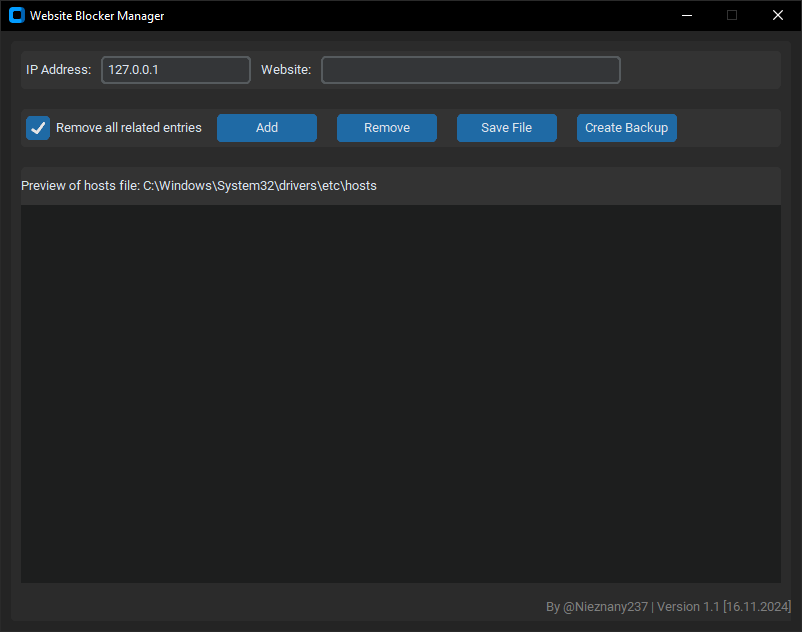 Website Blocker Manager
IP Address: 127.0.0.1 Website:
Remove all related entries Add Remove Save File Create Backup
Preview of hosts file: C:\Windows\System32\drivers\etc\hosts
By @Nieznany237 | Version 1.1 [16.11.2024]